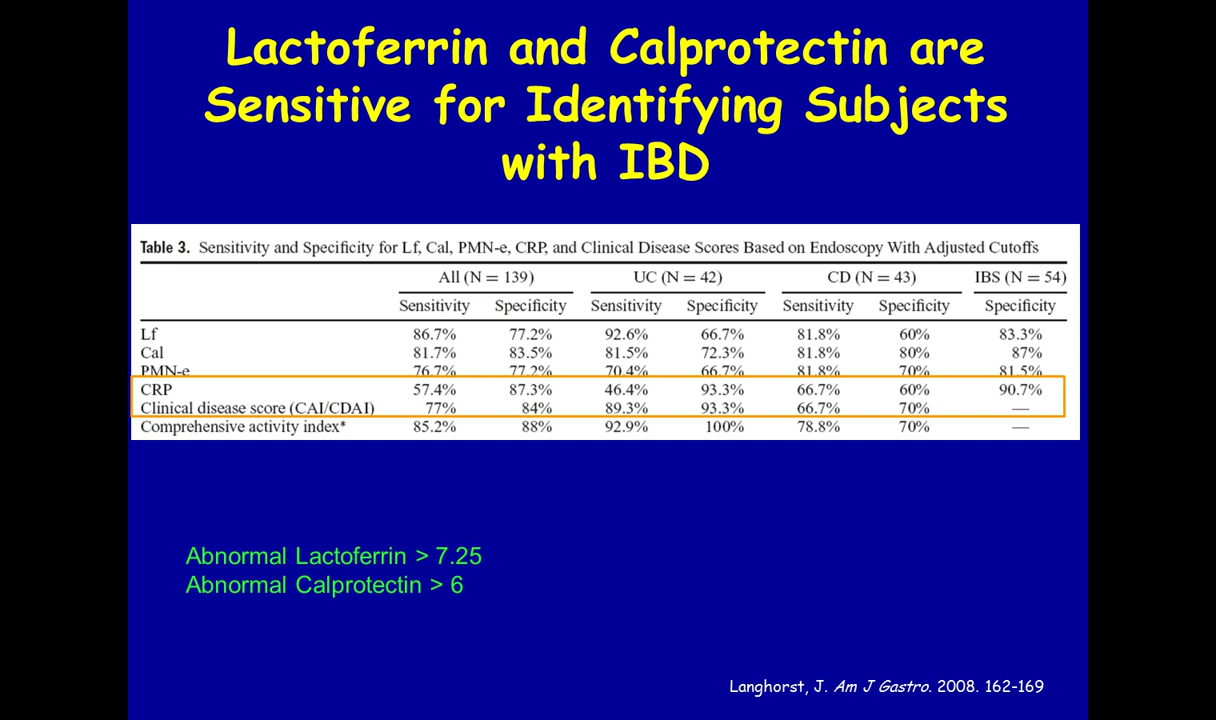 Lactoferrin and Calprotectin are
Sensitive for Identifying Subjects
with IBD
Table 3. Sensitivity and Specificity for Lf, Cal, PMN-e, CRP, and Clinical Disease Scores Based on Endoscopy With Adjusted Cutoffs
All (N = 139) UC (N = 42) CD (N = 43) IBS (N = 54)
Sensitivity Specificity Sensitivity Specificity Sensitivity Specificity Specificity
Lf 86.7% 77.2% 92.6% 66.7% 81.8% 60% 83.3%
Cal 81.7% 83.5% 81.5% 72.3% 81.8% 80% 87%
PMN-e 76.7% 77.2% 70.4% 66.7% 81.8% 70% 81.5%
CRP 57.4% 87.3% 46.4% 93.3% 66.7% 60% 90.7%
Clinical disease score (CAI/CDAI) 77% 84% 89.3% 93.3% 66.7% 70% —
Comprehensive activity index* 85.2% 88% 92.9% 100% 78.8% 70% —
Abnormal Lactoferrin > 7.25
Abnormal Calprotectin > 6
Langhorst, J. Am J Gastro. 2008. 162-169